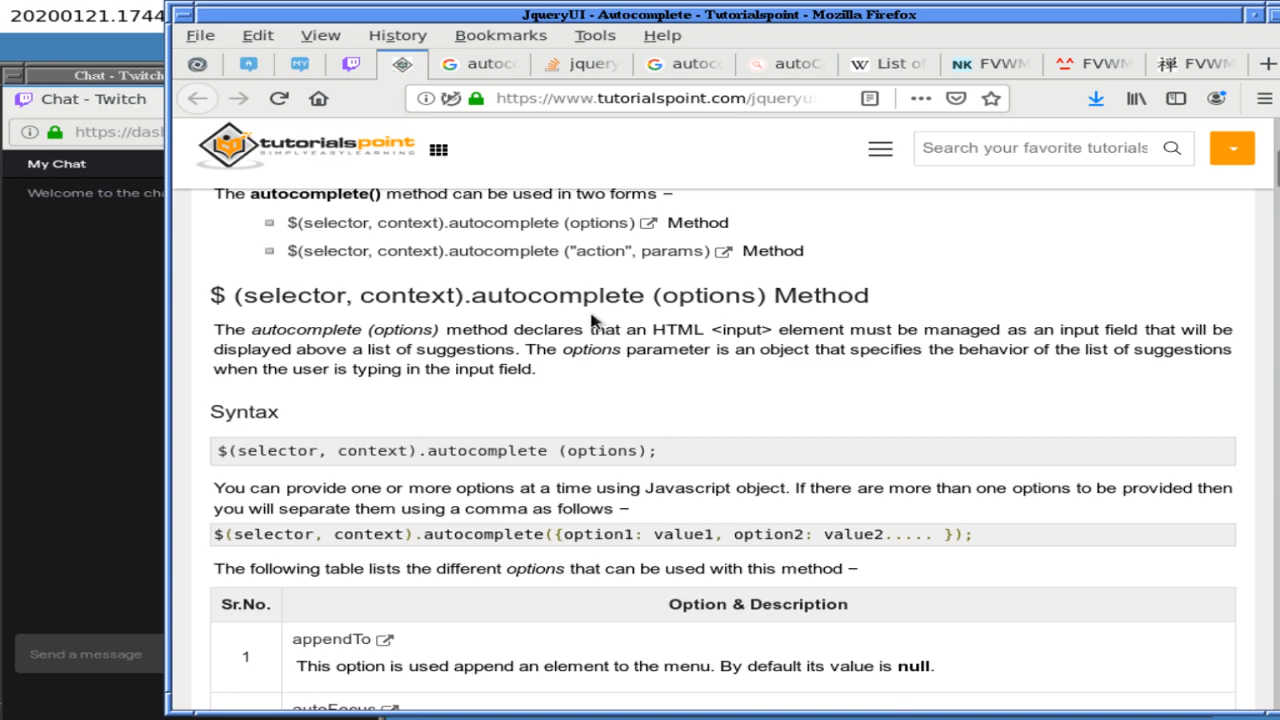 20200121.1744
JqueryUI - Autocomplete - Tutorialspoint - Mozilla Firefox
File Edit View History Bookmarks Tools Help
Chat - Twitch
autoc jquery autoc autoC List of FVWM FVWM FVWM
Chat - Twitch
https://www.tutorialspoint.com/jqueryu
https://dash
My Chat
Welcome to the cha
tutorialspoint
SIMPLYEASYLEARNING
Search your favorite tutorials
The autocomplete() method can be used in two forms −
$(selector, context).autocomplete (options) Method
$(selector, context).autocomplete ("action", params) Method
$ (selector, context).autocomplete (options) Method
The autocomplete (options) method declares that an HTML <input> element must be managed as an input field that will be
displayed above a list of suggestions. The options parameter is an object that specifies the behavior of the list of suggestions
when the user is typing in the input field.
Syntax
$(selector, context).autocomplete (options);
You can provide one or more options at a time using Javascript object. If there are more than one options to be provided then
you will separate them using a comma as follows −
$(selector, context).autocomplete({option1: value1, option2: value2..... });
The following table lists the different options that can be used with this method −
Sr.No. Option & Description
appendTo
1
This option is used append an element to the menu. By default its value is null.
Send a message
autoFocus